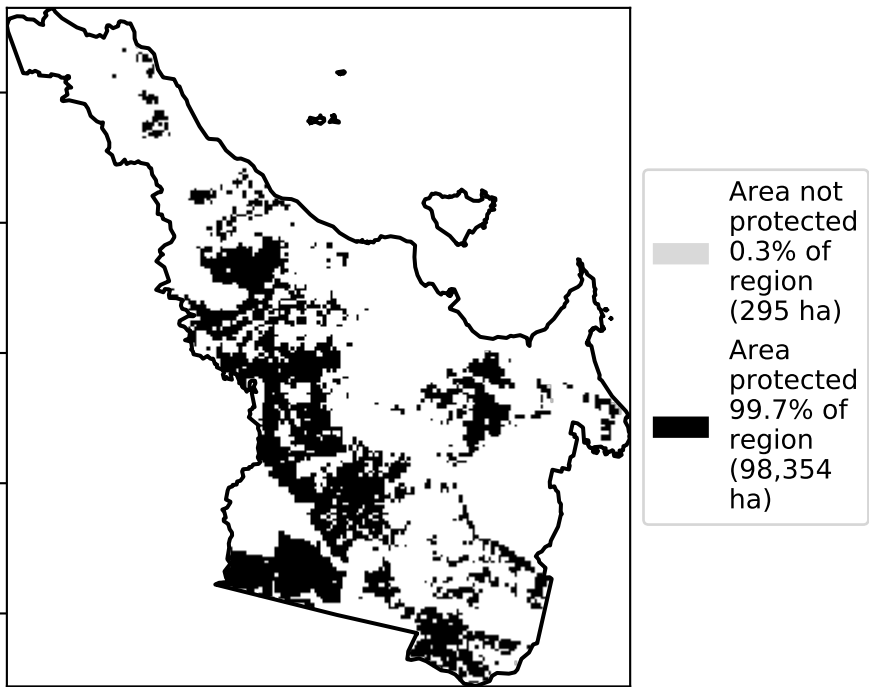 Area not
protected
0.3% of
region
(295 ha)
Area
protected
99.7% of
region
(98,354
ha)